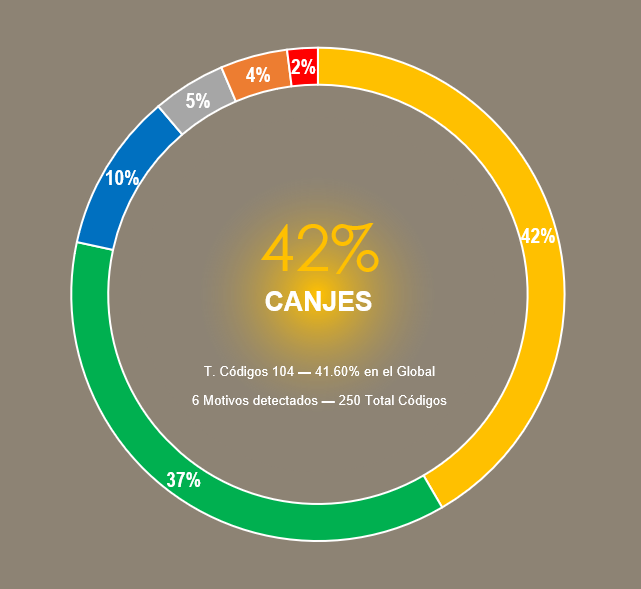 2%
4%
5%
10%
42%
42%
CANJES
T. Códigos 104 — 41.60% en el Global
6 Motivos detectados — 250 Total Códigos
37%